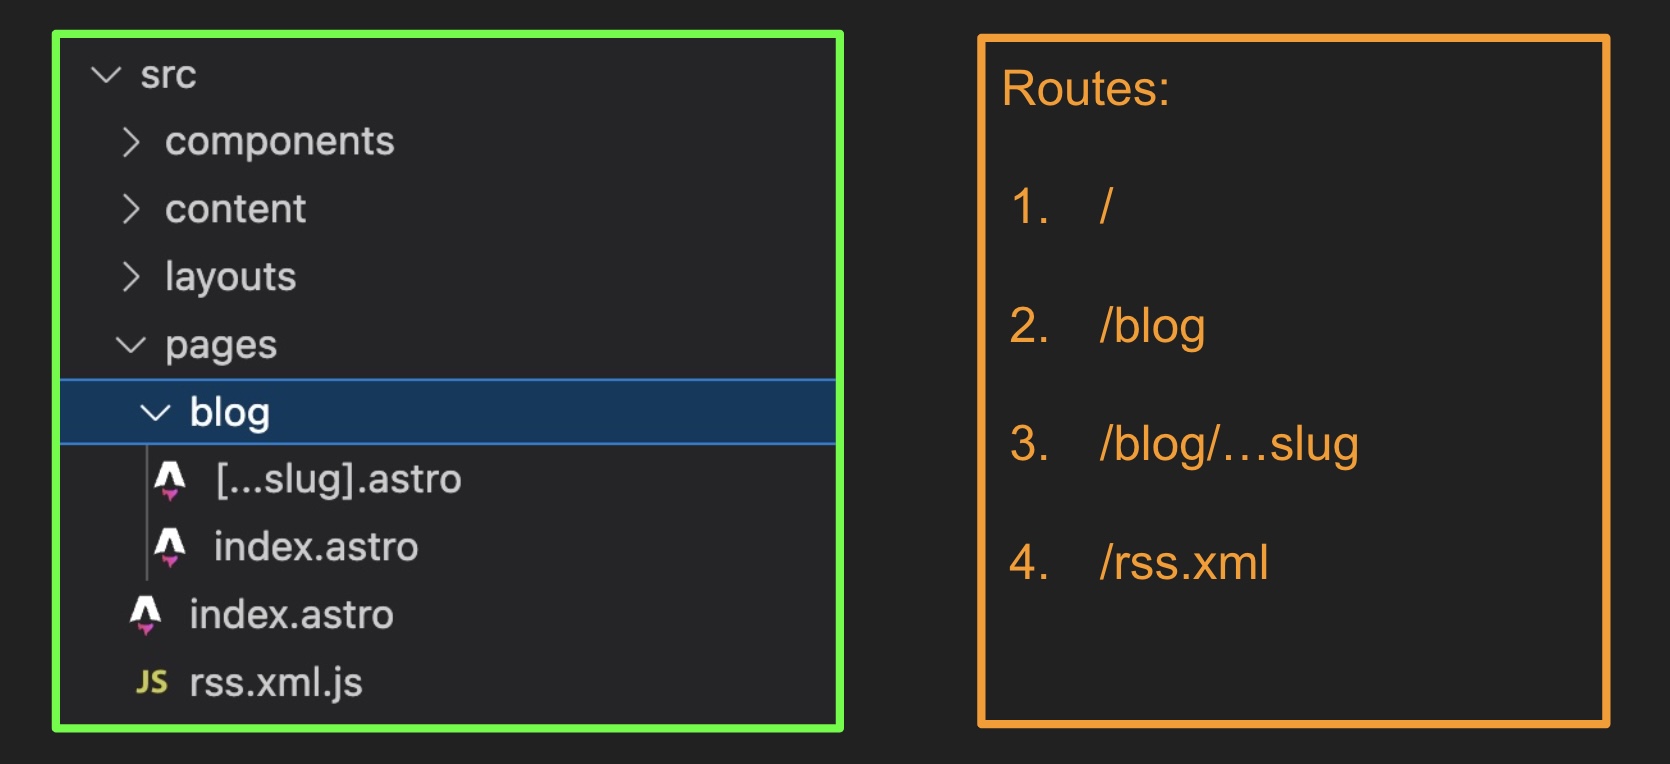 src
components
content
layouts
pages
blog
[...slug].astro
index.astro
index.astro
JS rss.xml.js
Routes:
1. /
2. /blog
3. /blog/...slug
4. /rss.xml